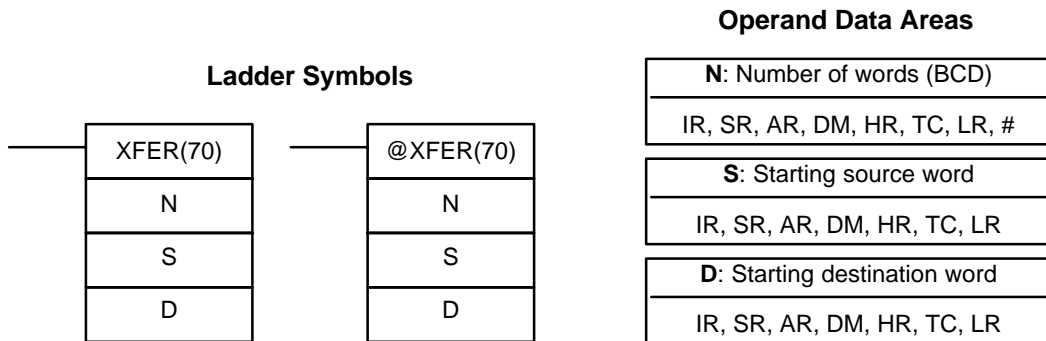 Ladder Symbols
XFER(70)
N
S
D
@XFER(70)
N
S
D
Operand Data Areas
N: Number of words (BCD)
IR, SR, AR, DM, HR, TC, LR, #
S: Starting source word
IR, SR, AR, DM, HR, TC, LR
D: Starting destination word
IR, SR, AR, DM, HR, TC, LR